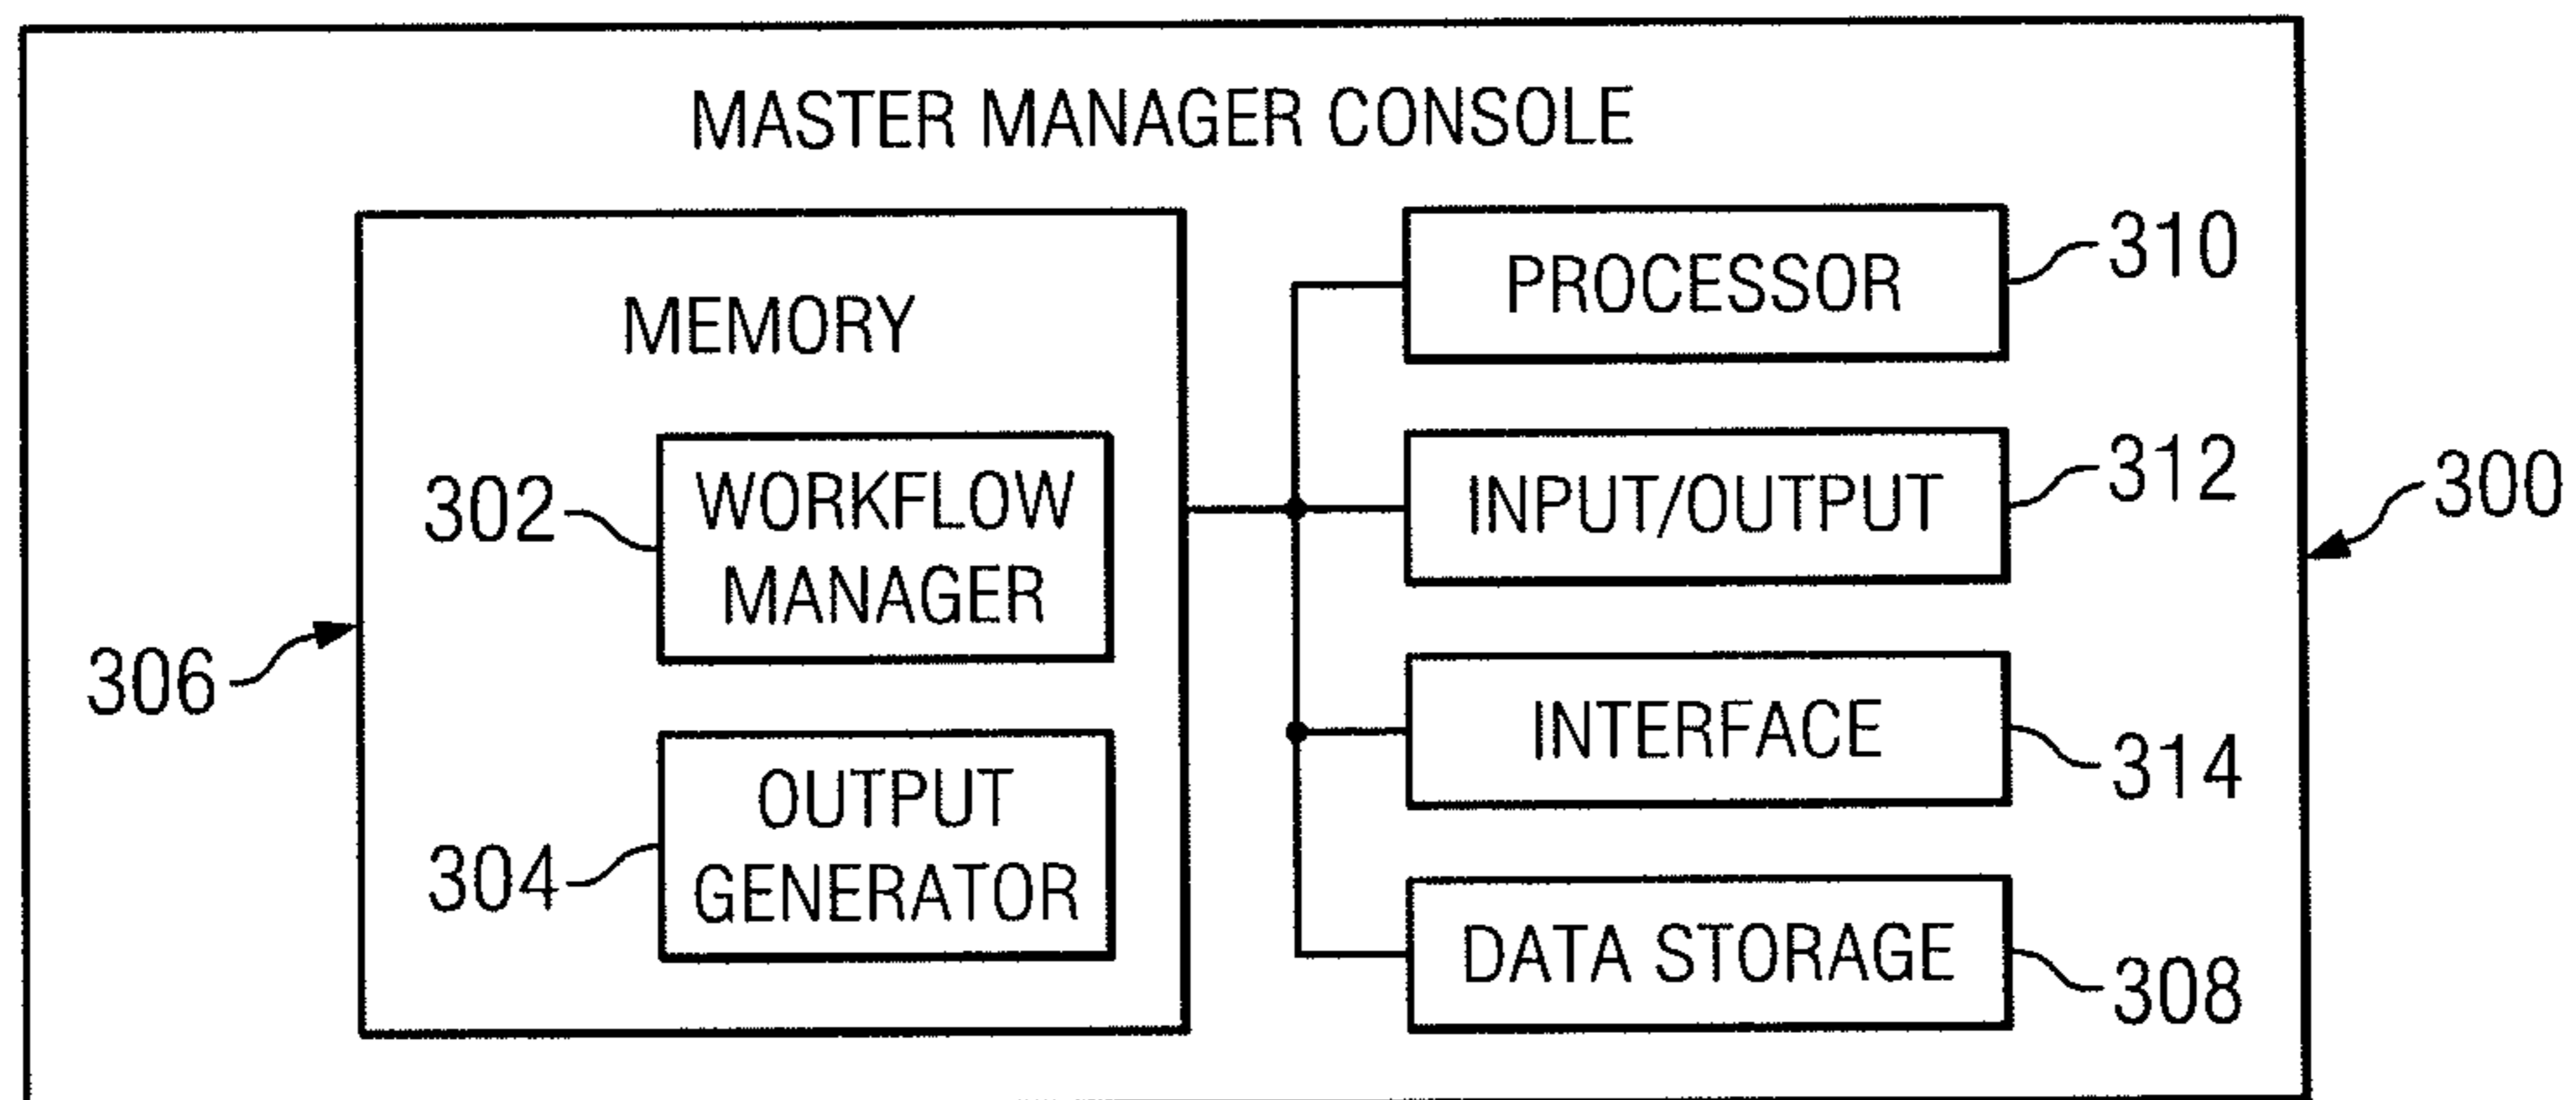 MASTER MANAGER CONSOLE
MEMORY
302
WORKFLOW
MANAGER
306
304
OUTPUT
GENERATOR
PROCESSOR
310
INPUT/OUTPUT
312
300
INTERFACE
314
DATA STORAGE
308